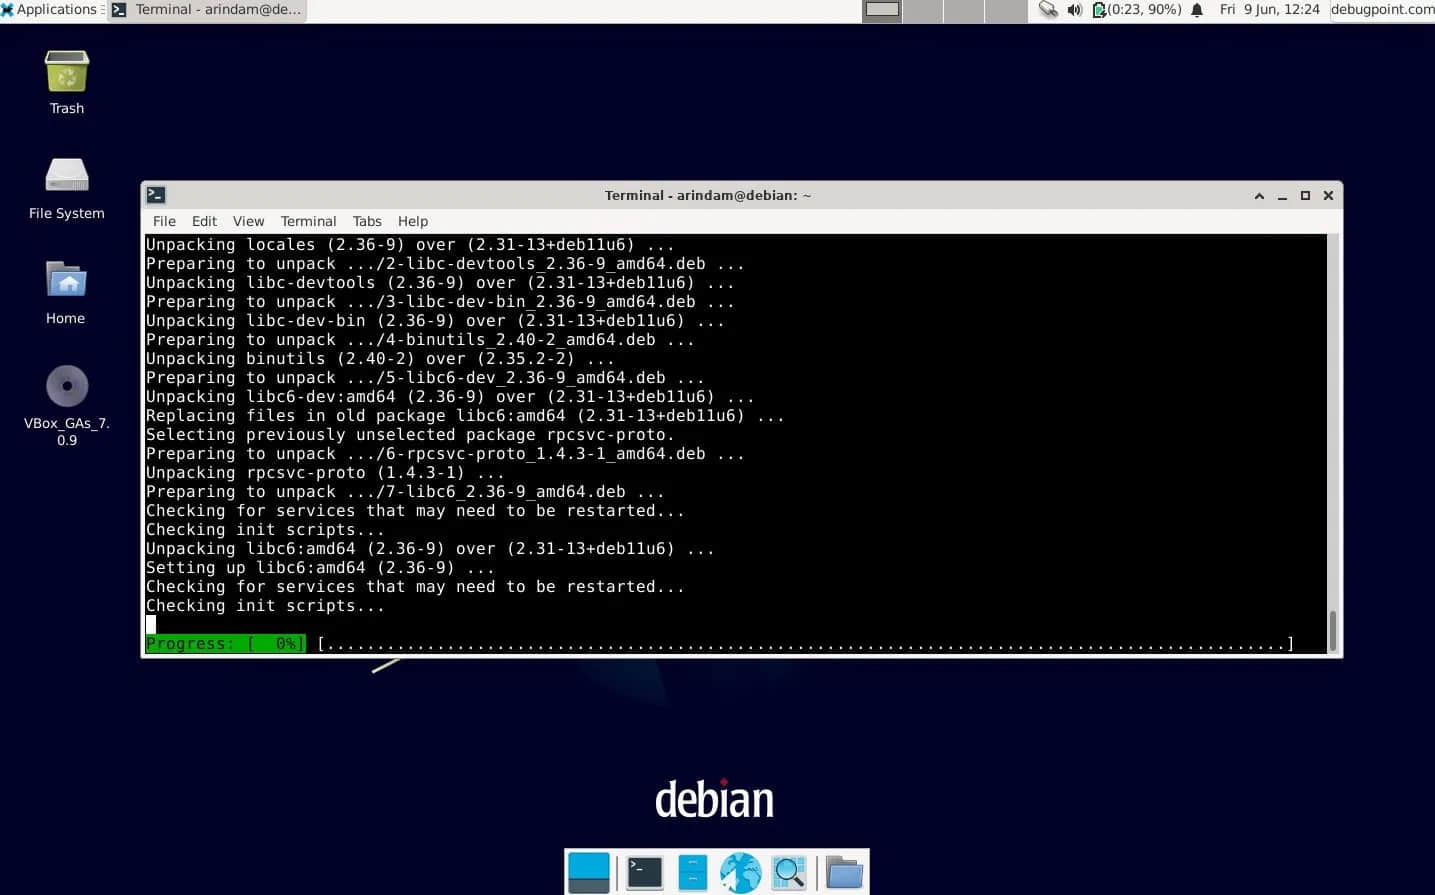 Applications
Terminal - arindam@de...
(0:23, 90%)
Fri 9 Jun, 12:24
debugpoint.com
Trash
File System
Home
VBox_GAs_7.
0.9
Terminal - arindam@debian: ~
File Edit View Terminal Tabs Help
Unpacking locales (2.36-9) over (2.31-13+deb11u6) ...
Preparing to unpack .../2-libc-devtools_2.36-9_amd64.deb ...
Unpacking libc-devtools (2.36-9) over (2.31-13+deb11u6) ...
Preparing to unpack .../3-libc-dev-bin_2.36-9_amd64.deb ...
Unpacking libc-dev-bin (2.36-9) over (2.31-13+deb11u6) ...
Preparing to unpack .../4-binutils_2.40-2_amd64.deb ...
Unpacking binutils (2.40-2) over (2.35.2-2) ...
Preparing to unpack .../5-libc6-dev_2.36-9_amd64.deb ...
Unpacking libc6-dev:amd64 (2.36-9) over (2.31-13+deb11u6) ...
Replacing files in old package libc6:amd64 (2.31-13+deb11u6) ...
Selecting previously unselected package rpcsvc-proto.
Preparing to unpack .../6-rpcsvc-proto_1.4.3-1_amd64.deb ...
Unpacking rpcsvc-proto (1.4.3-1) ...
Preparing to unpack .../7-libc6_2.36-9_amd64.deb ...
Checking for services that may need to be restarted...
Checking init scripts...
Unpacking libc6:amd64 (2.36-9) over (2.31-13+deb11u6) ...
Setting up libc6:amd64 (2.36-9) ...
Checking for services that may need to be restarted...
Checking init scripts...
Progress: [  0%] [................................................................................................]
debian